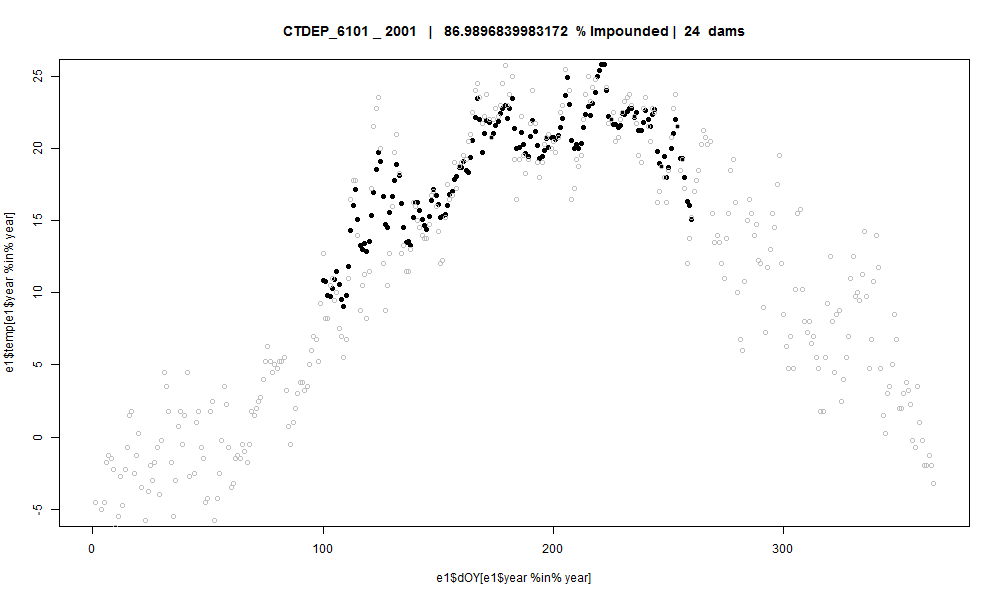 CTDEP_6101 _ 2001 | 86.9896839983172 % Impounded | 24 dams
e1$temp[e1$year %in% year]
25
20
15
10
5
0
-5
0 100 200 300
e1$dOY[e1$year %in% year]